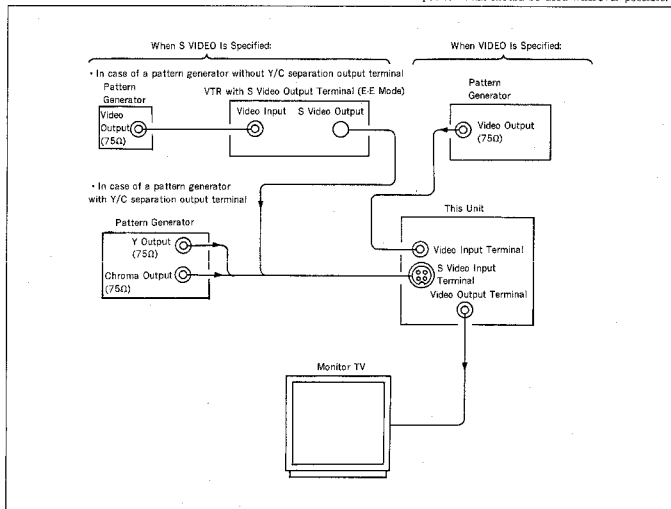 When S VIDEO Is Specified:
When VIDEO Is Specified:
• In case of a pattern generator without Y/C separation output terminal
Pattern
Generator
VTR with S Video Output Terminal (E-E Mode)
Pattern
Generator
Video
Output
(75Ω)
Video Input
S Video Output
Video Output
(75Ω)
• In case of a pattern generator
with Y/C separation output terminal
This Unit
Pattern Generator
Y Output
(75Ω)
Chroma Output
(75Ω)
Video Input Terminal
S Video Input
Terminal
Video Output Terminal
Monitor TV